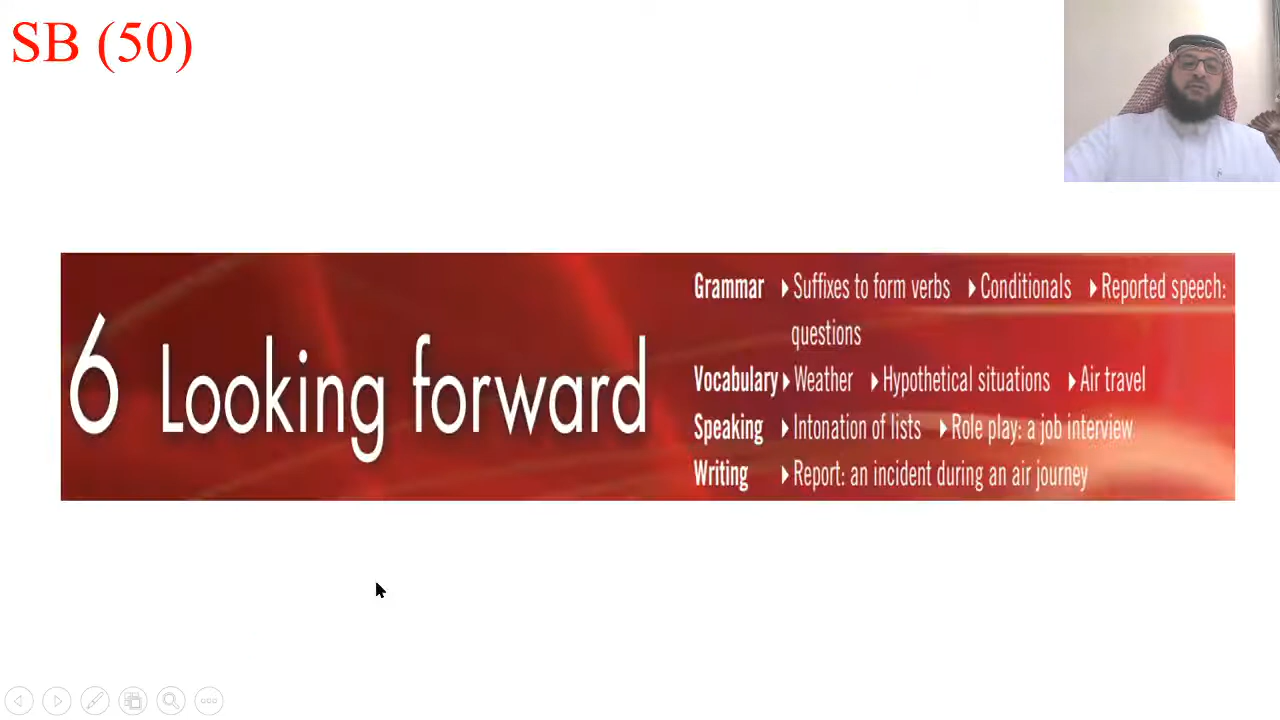 SB (50)
6 Looking forward
Grammar Suffixes to form verbs Conditionals Reported speech:
questions
Vocabulary Weather Hypothetical situations Air travel
Speaking Intonation of lists Role play: a job interview
Writing Report: an incident during an air journey